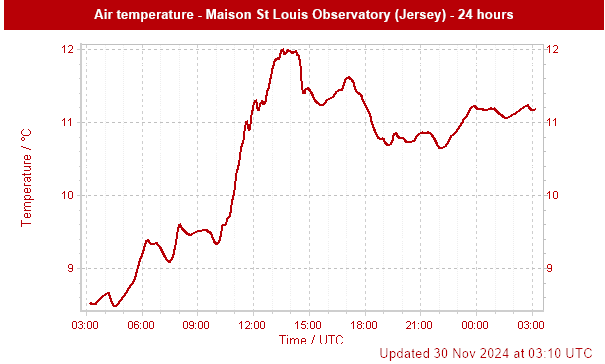 Air temperature - Maison St Louis Observatory (Jersey) - 24 hours
Temperature / °C
12 12
11 11
10 10
9 9
03:00 06:00 09:00 12:00 15:00 18:00 21:00 00:00 03:00
Time / UTC
Updated 30 Nov 2024 at 03:10 UTC